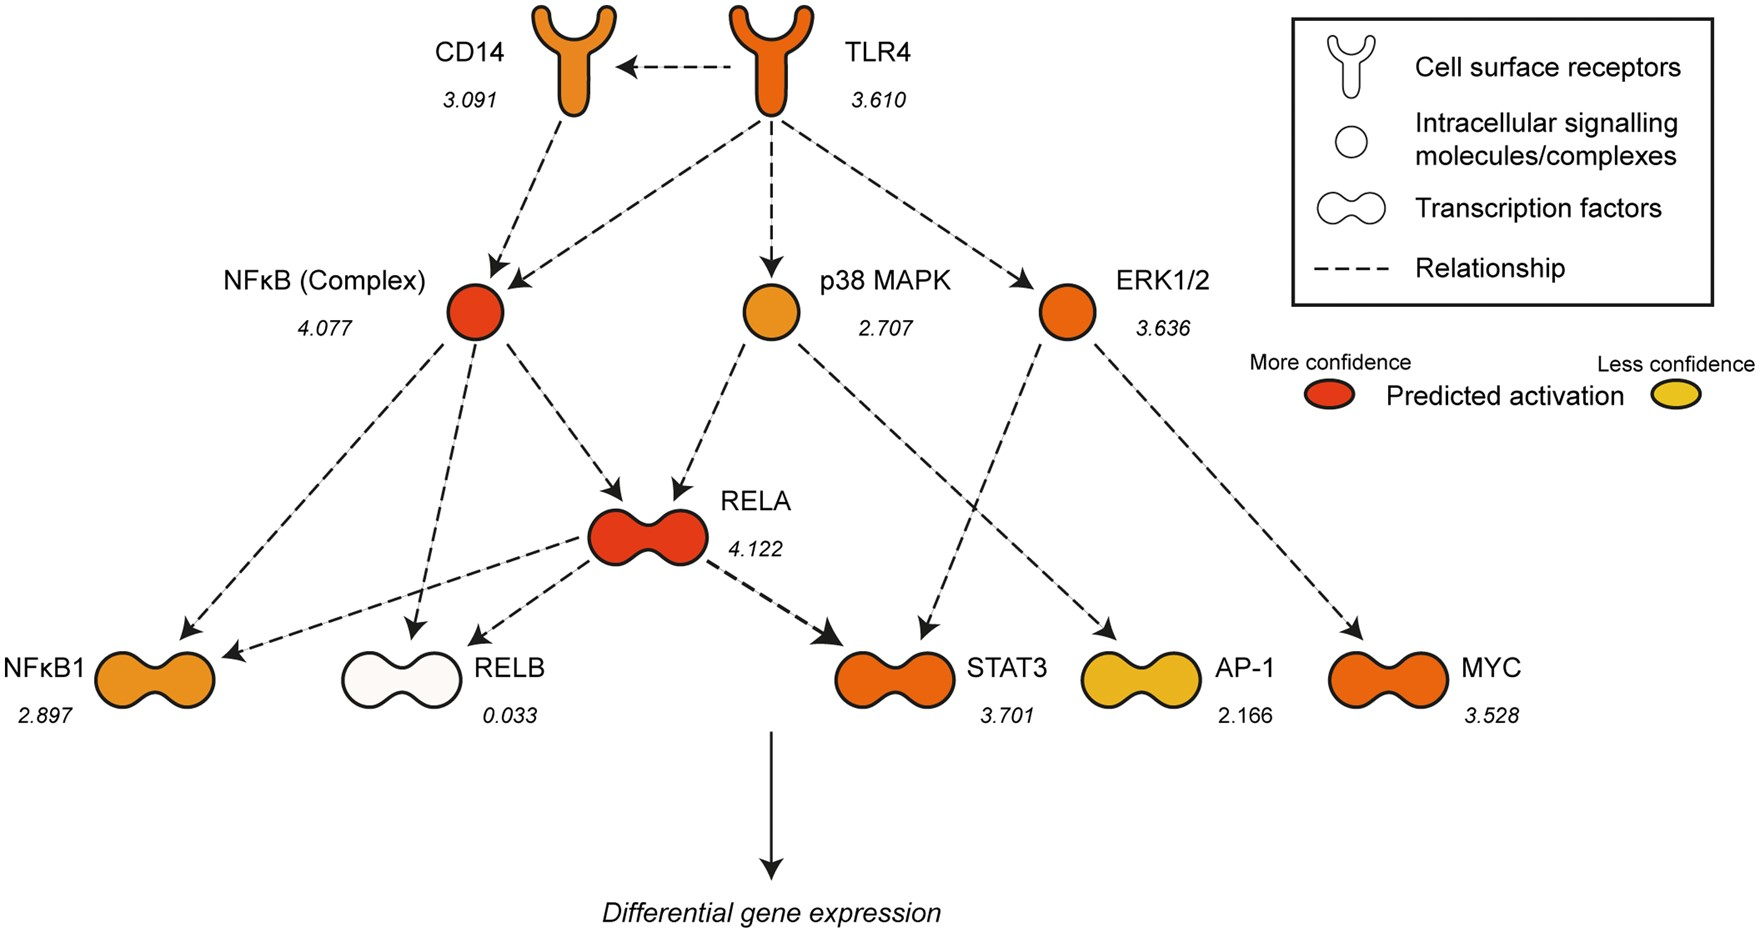 CD14
3.091
TLR4
3.610
Cell surface receptors
Intracellular signalling
molecules/complexes
Transcription factors
Relationship
NFκB (Complex)
4.077
p38 MAPK
2.707
ERK1/2
3.636
More confidence
Less confidence
Predicted activation
RELA
4.122
NFκB1
2.897
RELB
0.033
STAT3
3.701
AP-1
2.166
MYC
3.528
Differential gene expression